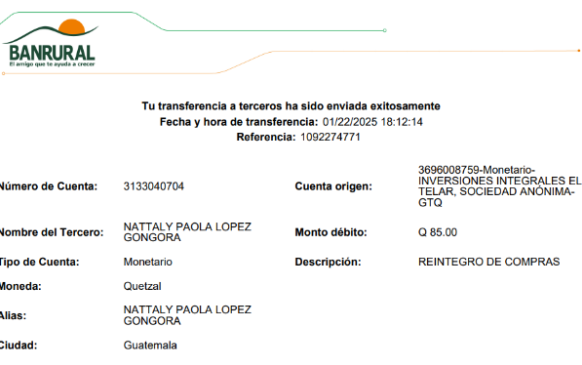 BANRURAL
El amigo que te ayuda a crecer
Tu transferencia a terceros ha sido enviada exitosamente
Fecha y hora de transferencia: 01/22/2025 18:12:14
Referencia: 1092274771
Número de Cuenta: 3133040704
Cuenta origen: 3696008759-Monetario-
INVERSIONES INTEGRALES EL
TELAR, SOCIEDAD ANÓNIMA-
GTQ
Nombre del Tercero: NATTALY PAOLA LOPEZ
GONGORA
Monto débito: Q 85.00
Tipo de Cuenta: Monetario
Descripción: REINTEGRO DE COMPRAS
Moneda: Quetzal
Alias: NATTALY PAOLA LOPEZ
GONGORA
Ciudad: Guatemala